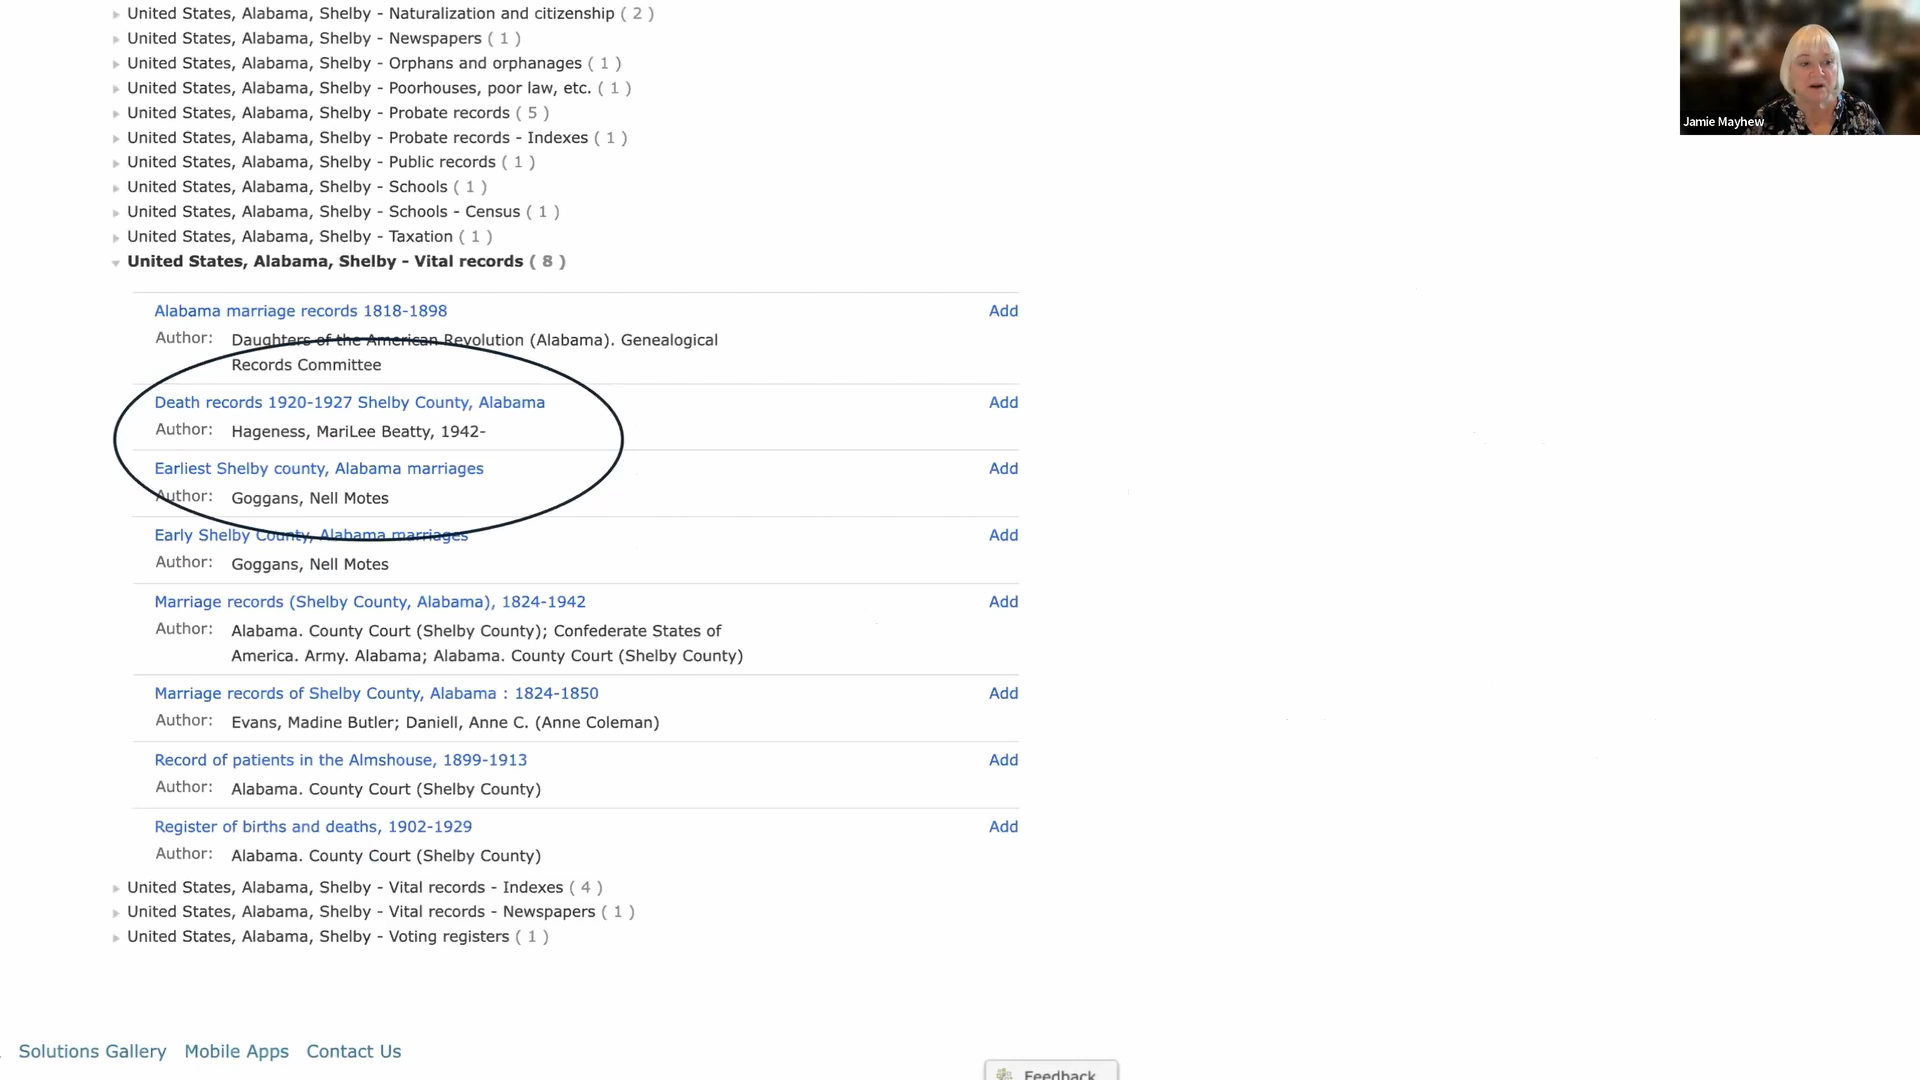 United States, Alabama, Shelby - Naturalization and citizenship ( 2 )
United States, Alabama, Shelby - Newspapers ( 1 )
United States, Alabama, Shelby - Orphans and orphanages ( 1 )
United States, Alabama, Shelby - Poorhouses, poor law, etc. ( 1 )
United States, Alabama, Shelby - Probate records ( 5 )
United States, Alabama, Shelby - Probate records - Indexes ( 1 )
United States, Alabama, Shelby - Public records ( 1 )
United States, Alabama, Shelby - Schools ( 1 )
United States, Alabama, Shelby - Schools - Census ( 1 )
United States, Alabama, Shelby - Taxation ( 1 )
United States, Alabama, Shelby - Vital records ( 8 )
Alabama marriage records 1818-1898 Add
Author: Daughters of the American Revolution (Alabama). Genealogical
Records Committee
Death records 1920-1927 Shelby County, Alabama Add
Author: Hageness, MariLee Beatty, 1942-
Earliest Shelby county, Alabama marriages Add
Author: Goggans, Nell Motes
Early Shelby County, Alabama marriages Add
Author: Goggans, Nell Motes
Marriage records (Shelby County, Alabama), 1824-1942 Add
Author: Alabama. County Court (Shelby County); Confederate States of
America. Army. Alabama; Alabama. County Court (Shelby County)
Marriage records of Shelby County, Alabama : 1824-1850 Add
Author: Evans, Madine Butler; Daniell, Anne C. (Anne Coleman)
Record of patients in the Almshouse, 1899-1913 Add
Author: Alabama. County Court (Shelby County)
Register of births and deaths, 1902-1929 Add
Author: Alabama. County Court (Shelby County)
United States, Alabama, Shelby - Vital records - Indexes ( 4 )
United States, Alabama, Shelby - Vital records - Newspapers ( 1 )
United States, Alabama, Shelby - Voting registers ( 1 )
Solutions Gallery Mobile Apps Contact Us
Feedback
Jamie Mayhew